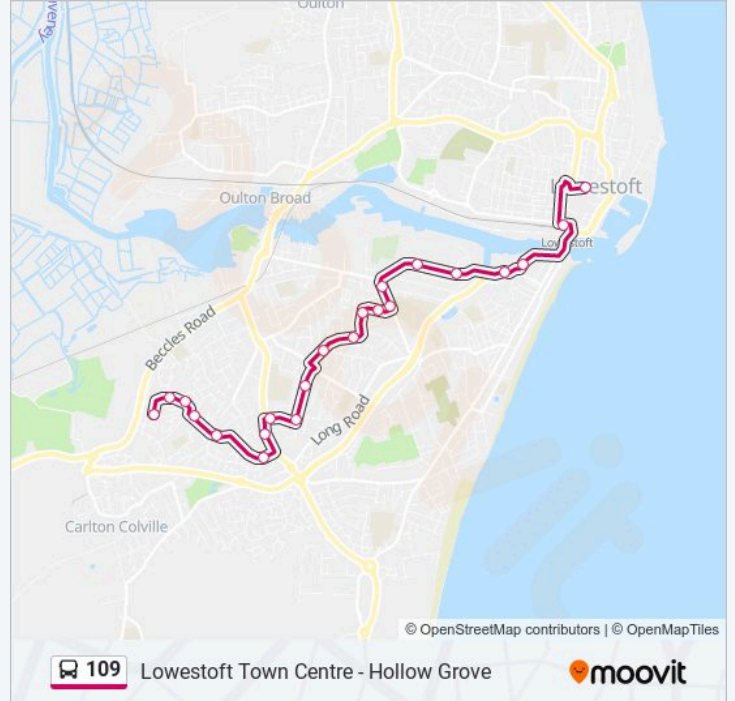 Oulton
veney
Lowestoft
Oulton Broad
Lowestoft
Beccles Road
Long Road
Carlton Colville
© OpenStreetMap contributors | © OpenMapTiles
109 Lowestoft Town Centre - Hollow Grove moovit